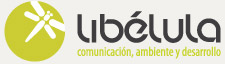 libélula
comunicación, ambiente y desarrollo